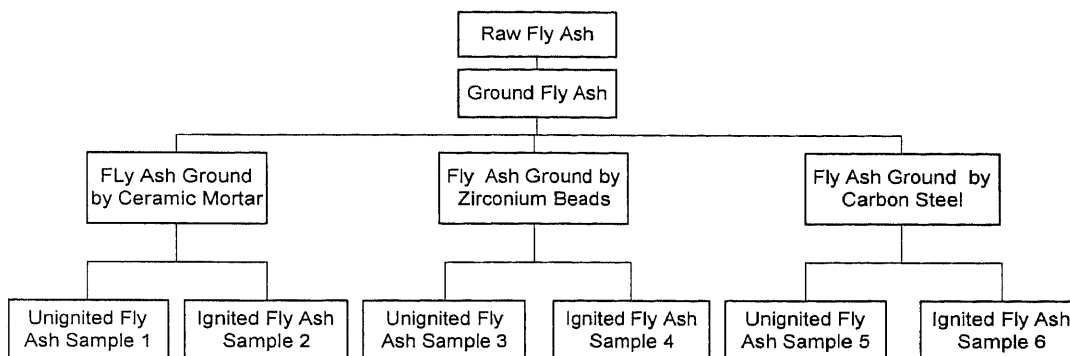 Raw Fly Ash
Ground Fly Ash
FLy Ash Ground
by Ceramic Mortar
Fly Ash Ground by
Zirconium Beads
Fly Ash Ground by
Carbon Steel
Unignited Fly
Ash Sample 1
Ignited Fly Ash
Sample 2
Unignited Fly
Ash Sample 3
Ignited Fly Ash
Sample 4
Unignited Fly
Ash Sample 5
Ignited Fly Ash
Sample 6